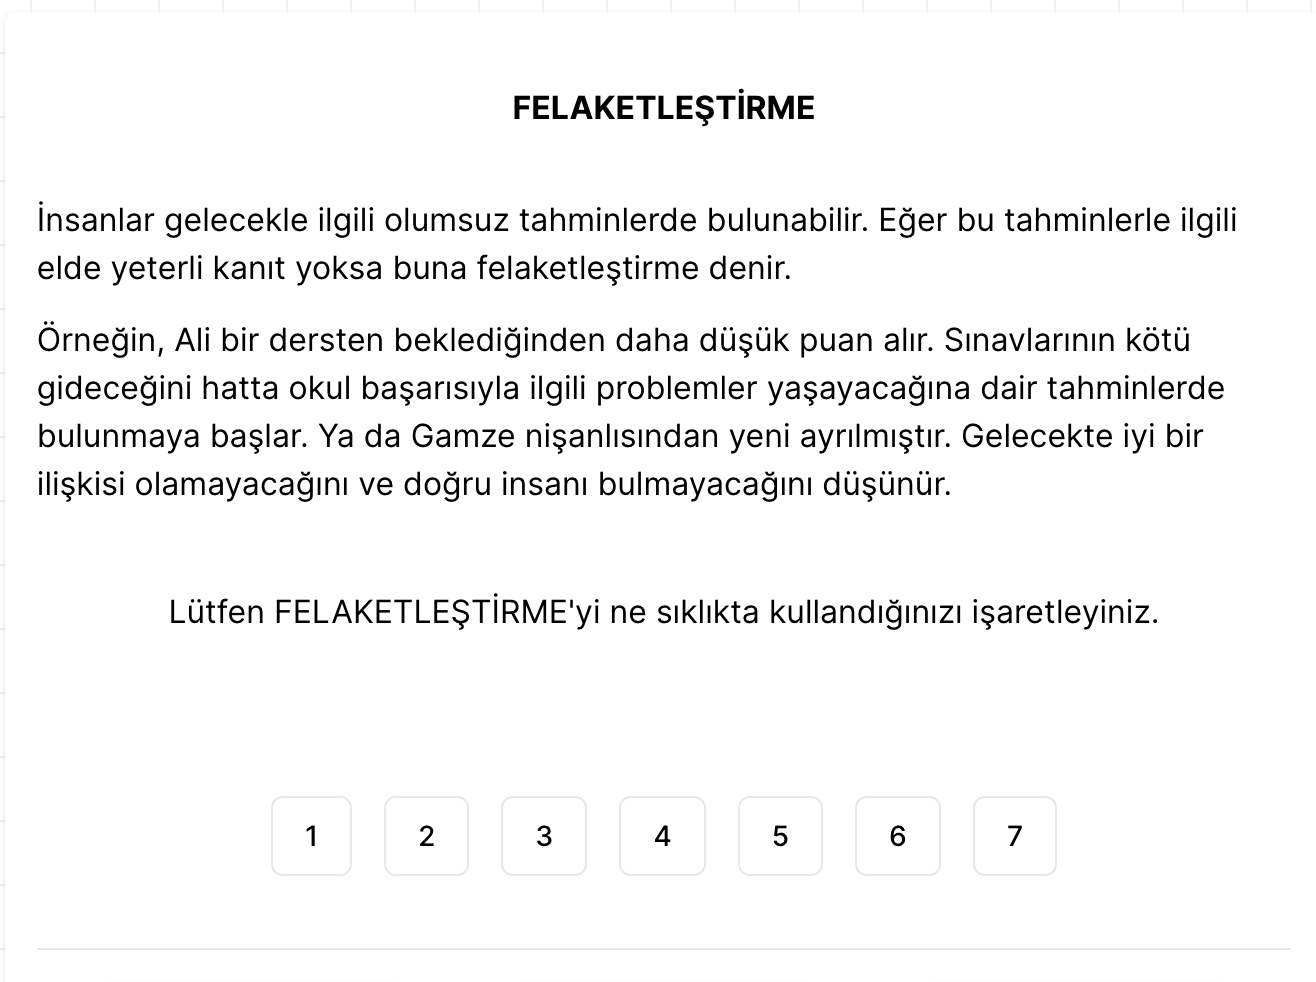 FELAKETLEŞTİRME
İnsanlar gelecekle ilgili olumsuz tahminlerde bulunabilir. Eğer bu tahminlerle ilgili
elde yeterli kanıt yoksa buna felaketleştirme denir.
Örneğin, Ali bir dersten beklediğinden daha düşük puan alır. Sınavlarının kötü
gideceğini hatta okul başarısıyla ilgili problemler yaşayacağına dair tahminlerde
bulunmaya başlar. Ya da Gamze nişanlısından yeni ayrılmıştır. Gelecekte iyi bir
ilişkisi olamayacağını ve doğru insanı bulmayacağını düşünür.
Lütfen FELAKETLEŞTİRME'yi ne sıklıkta kullandığınızı işaretleyiniz.
1 2 3 4 5 6 7